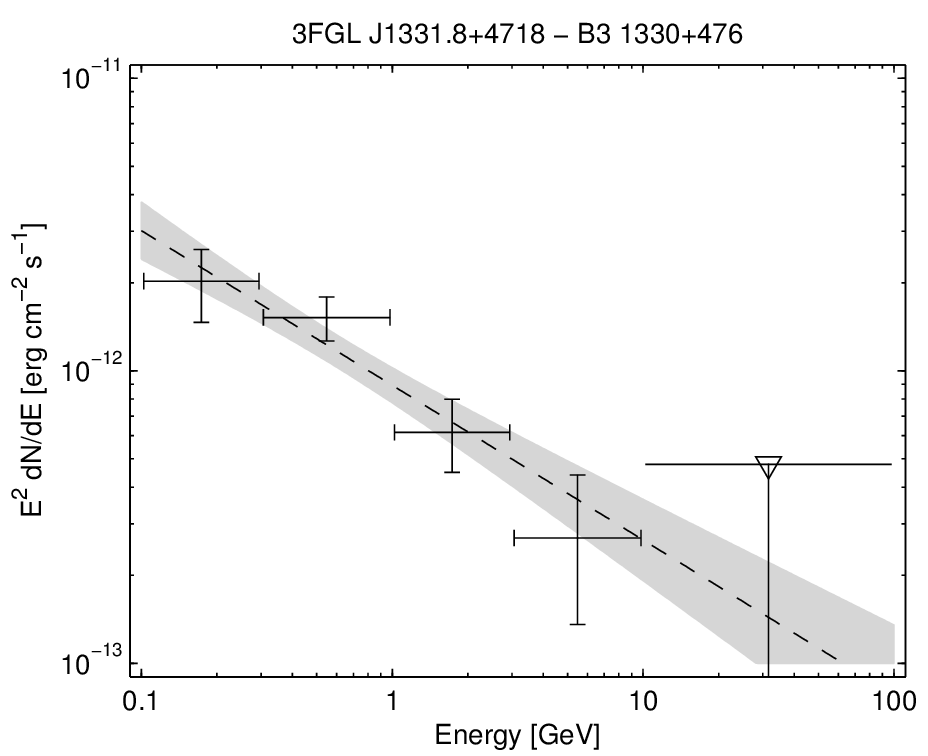 3FGL J1331.8+4718 − B3 1330+476
10⁻¹¹
10⁻¹²
10⁻¹³
E² dN/dE [erg cm⁻² s⁻¹]
0.1 1 10 100
Energy [GeV]